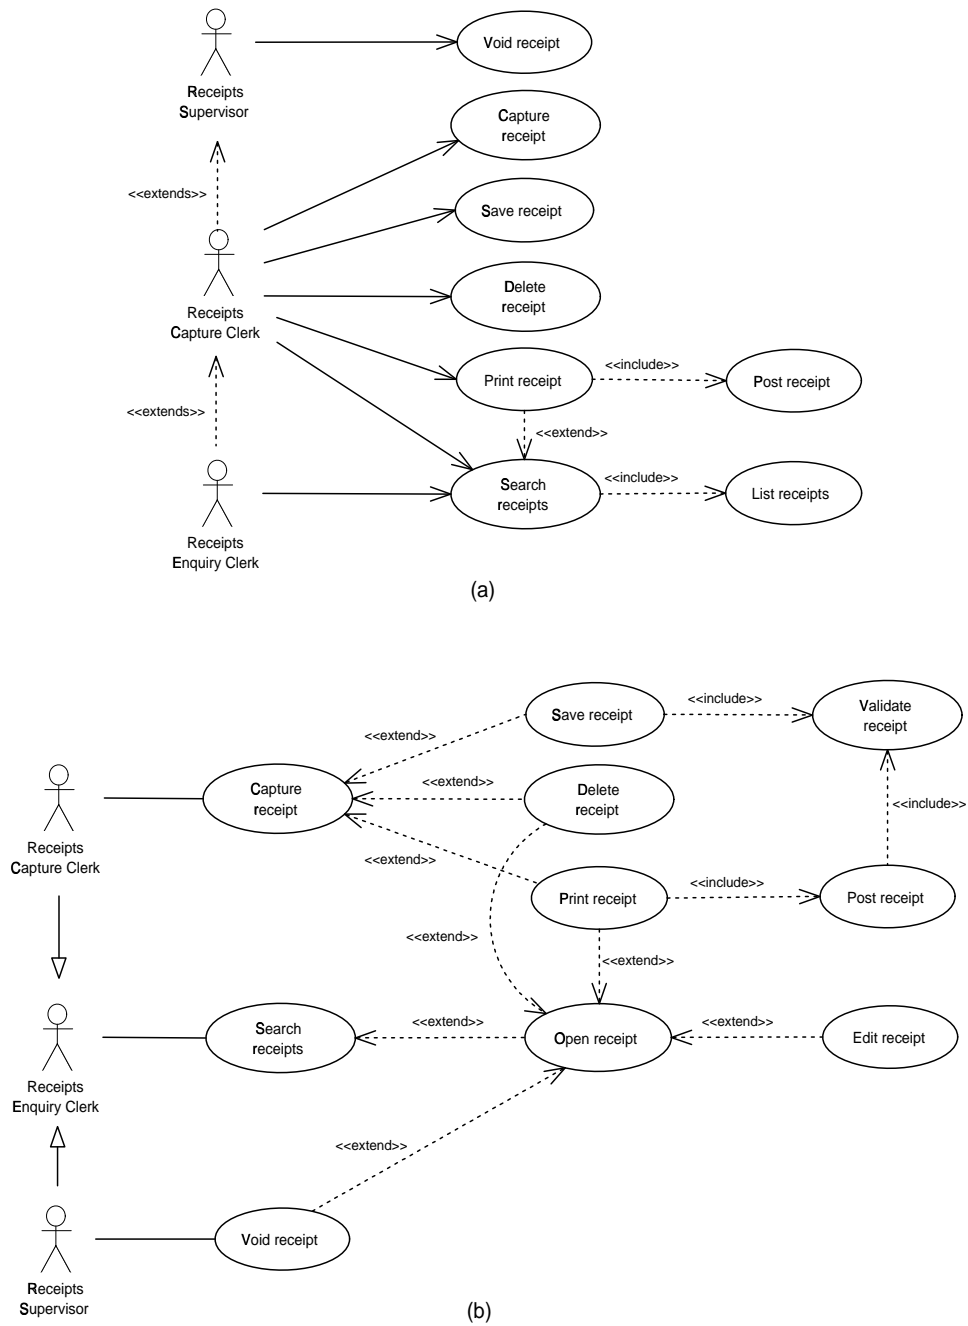 Void receipt
Receipts
Supervisor
Capture
receipt
<<extends>>
Save receipt
Delete
receipt
Receipts
Capture Clerk
Print receipt
<<include>>
Post receipt
<<extends>>
<<extend>>
Search
receipts
<<include>>
List receipts
Receipts
Enquiry Clerk
(a)
Save receipt
<<include>>
Validate
receipt
<<extend>>
Capture
receipt
<<extend>>
Delete
receipt
<<include>>
Receipts
Capture Clerk
<<extend>>
Print receipt
<<include>>
Post receipt
<<extend>>
<<extend>>
Search
receipts
<<extend>>
Open receipt
<<extend>>
Edit receipt
Receipts
Enquiry Clerk
<<extend>>
Void receipt
Receipts
Supervisor
(b)